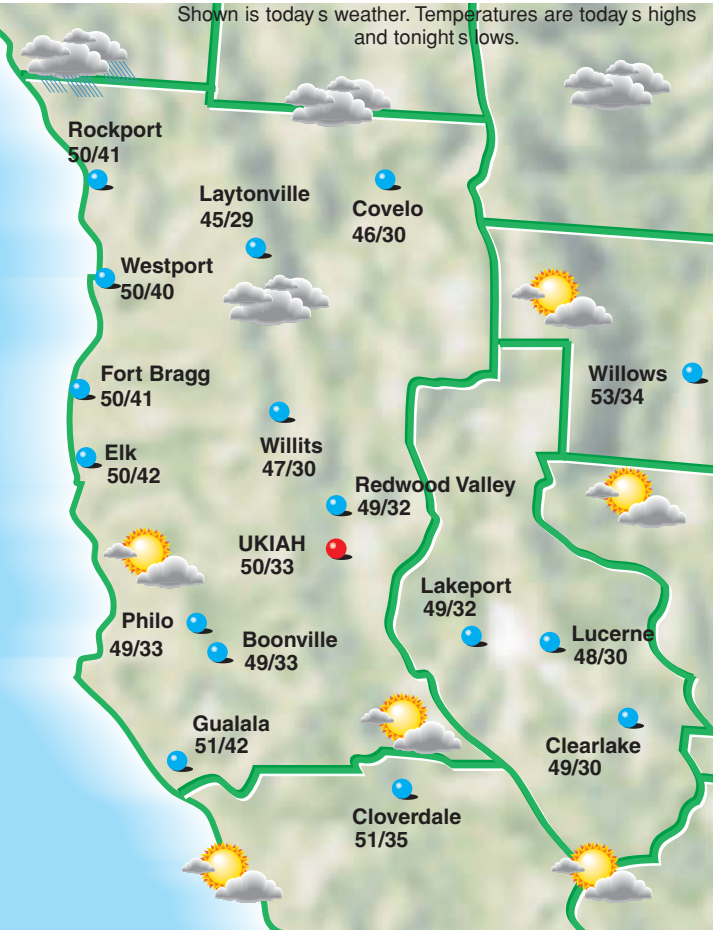 Shown is today s weather. Temperatures are today s highs
and tonight s lows.
Rockport
50/41
Laytonville
45/29
Covelo
46/30
Westport
50/40
Fort Bragg
50/41
Willows
53/34
Elk
50/42
Willits
47/30
Redwood Valley
49/32
UKIAH
50/33
Lakeport
49/32
Philo
49/33
Boonville
49/33
Lucerne
48/30
Gualala
51/42
Clearlake
49/30
Cloverdale
51/35